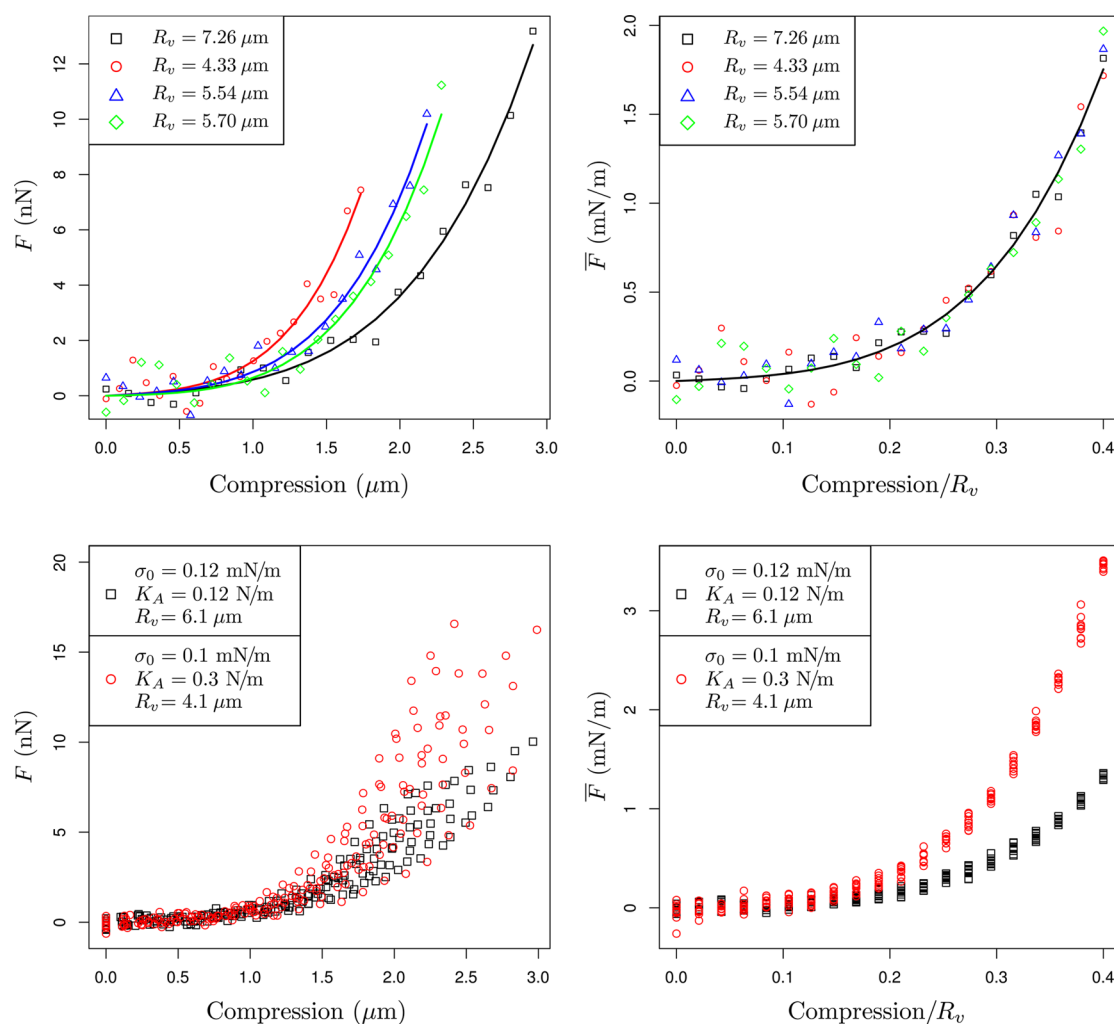 R_v = 7.26 μm
R_v = 4.33 μm
R_v = 5.54 μm
R_v = 5.70 μm
F (nN)
12
10
8
6
4
2
0
0.0 0.5 1.0 1.5 2.0 2.5 3.0
Compression (μm)
R_v = 7.26 μm
R_v = 4.33 μm
R_v = 5.54 μm
R_v = 5.70 μm
F̅ (mN/m)
2.0
1.5
1.0
0.5
0.0
0.0 0.1 0.2 0.3 0.4
Compression/R_v
σ_0 = 0.12 mN/m
K_A = 0.12 N/m
R_v = 6.1 μm
σ_0 = 0.1 mN/m
K_A = 0.3 N/m
R_v = 4.1 μm
F (nN)
20
15
10
5
0
0.0 0.5 1.0 1.5 2.0 2.5 3.0
Compression (μm)
σ_0 = 0.12 mN/m
K_A = 0.12 N/m
R_v = 6.1 μm
σ_0 = 0.1 mN/m
K_A = 0.3 N/m
R_v = 4.1 μm
F̅ (mN/m)
3
2
1
0
0.0 0.1 0.2 0.3 0.4
Compression/R_v